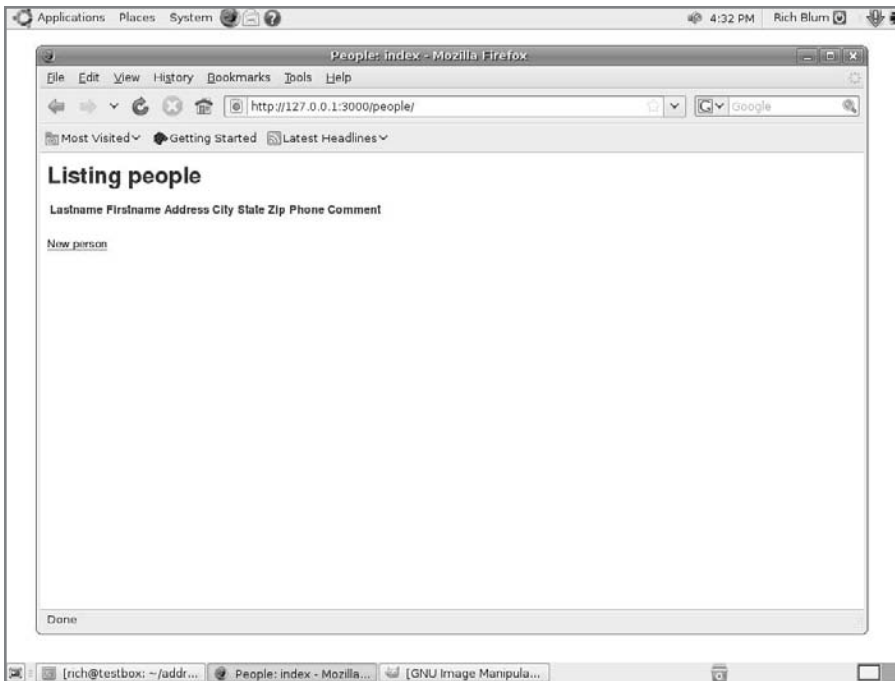 Applications Places System 4:32 PM Rich Blum
People: index - Mozilla Firefox
File Edit View History Bookmarks Tools Help
http://127.0.0.1:3000/people/ G Google
Most Visited Getting Started Latest Headlines
Listing people
Lastname Firstname Address City State Zip Phone Comment
New person
Done
[rich@testbox: ~/addr... People: index - Mozilla... [GNU Image Manipula...